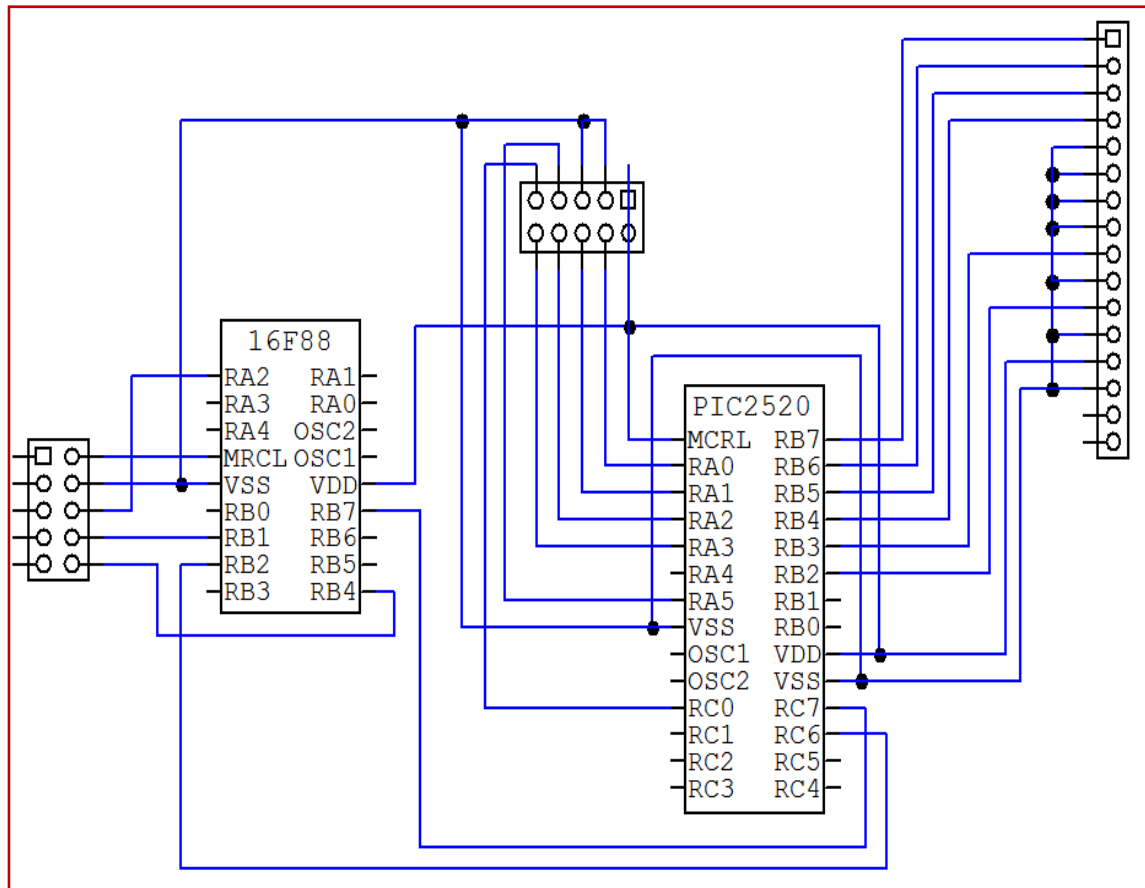 16F88
RA2 RA1
RA3 RA0
RA4 OSC2
MRCL OSC1
VSS VDD
RB0 RB7
RB1 RB6
RB2 RB5
RB3 RB4
PIC2520
MCRL RB7
RA0 RB6
RA1 RB5
RA2 RB4
RA3 RB3
RA4 RB2
RA5 RB1
VSS RB0
OSC1 VDD
OSC2 VSS
RC0 RC7
RC1 RC6
RC2 RC5
RC3 RC4